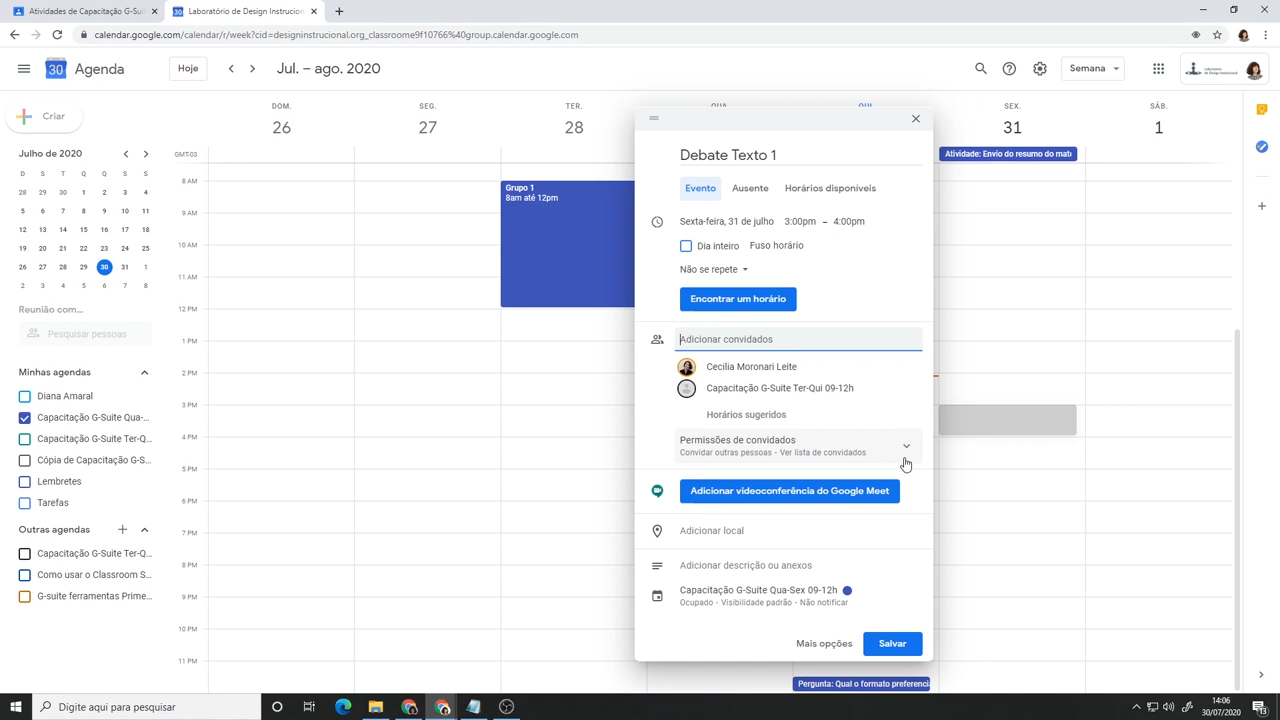 Atividades de Capacitação G-Suite
Laboratório de Design Instrucion
calendar.google.com/calendar/r/week?cid=designinstrucional.org_classroome9f10766%40group.calendar.google.com
30
Agenda
Hoje
Jul. – ago. 2020
Semana
Criar
Julho de 2020
D S T Q Q S S
28 29 30 1 2 3 4
5 6 7 8 9 10 11
12 13 14 15 16 17 18
19 20 21 22 23 24 25
26 27 28 29 30 31 1
2 3 4 5 6 7 8
Reunião com...
Pesquisar pessoas
Minhas agendas
Diana Amaral
Capacitação G-Suite Qua-...
Capacitação G-Suite Ter-Q...
Cópia de Capacitação G-S...
Lembretes
Tarefas
Outras agendas
Capacitação G-Suite Ter-Q...
Como usar o Classroom S...
G-suite ferramentas Prime...
DOM.
26
SEG.
27
TER.
28
QUA.
QUI.
SEX.
31
SÁB.
1
GMT-03
8 AM
9 AM
10 AM
11 AM
12 PM
1 PM
2 PM
3 PM
4 PM
5 PM
6 PM
7 PM
8 PM
9 PM
10 PM
11 PM
Grupo 1
8am até 12pm
Atividade: Envio do resumo do mat
Debate Texto 1
Evento
Ausente
Horários disponíveis
Sexta-feira, 31 de julho 3:00pm – 4:00pm
Dia inteiro
Fuso horário
Não se repete
Encontrar um horário
Adicionar convidados
Cecilia Moronari Leite
Capacitação G-Suite Ter-Qui 09-12h
Horários sugeridos
Permissões de convidados
Convidar outras pessoas - Ver lista de convidados
Adicionar videoconferência do Google Meet
Adicionar local
Adicionar descrição ou anexos
Capacitação G-Suite Qua-Sex 09-12h
Ocupado - Visibilidade padrão - Não notificar
Mais opções
Salvar
Pergunta: Qual o formato preferencia
Digite aqui para pesquisar
14:06
30/07/2020
13